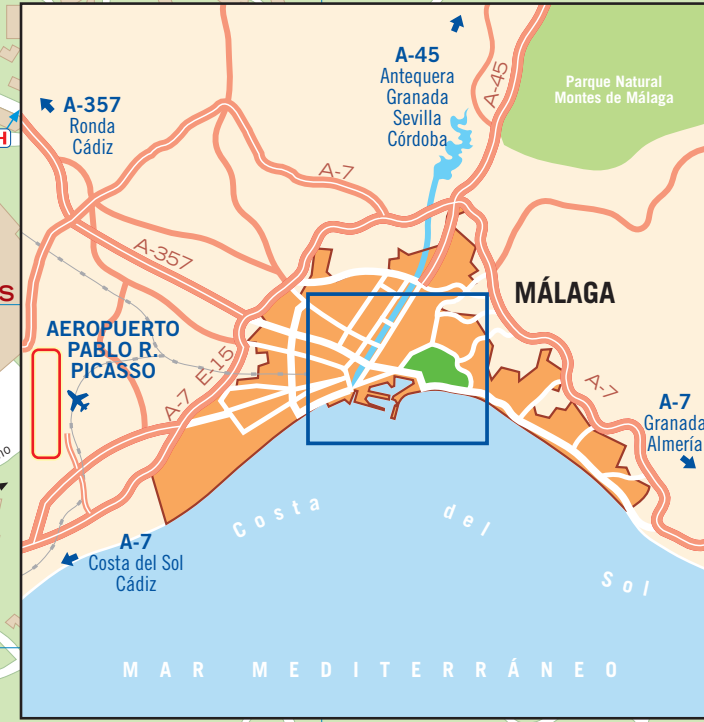 A-45
Antequera
Granada
Sevilla
Córdoba
A-45
Parque Natural
Montes de Málaga
A-357
Ronda
Cádiz
H
A-7
A-357
S
MÁLAGA
AEROPUERTO
PABLO R.
PICASSO
A-7 E-15
A-7
A-7
Granada
Almería
no
Costa del Sol
A-7
Costa del Sol
Cádiz
MAR MEDITERRÁNEO